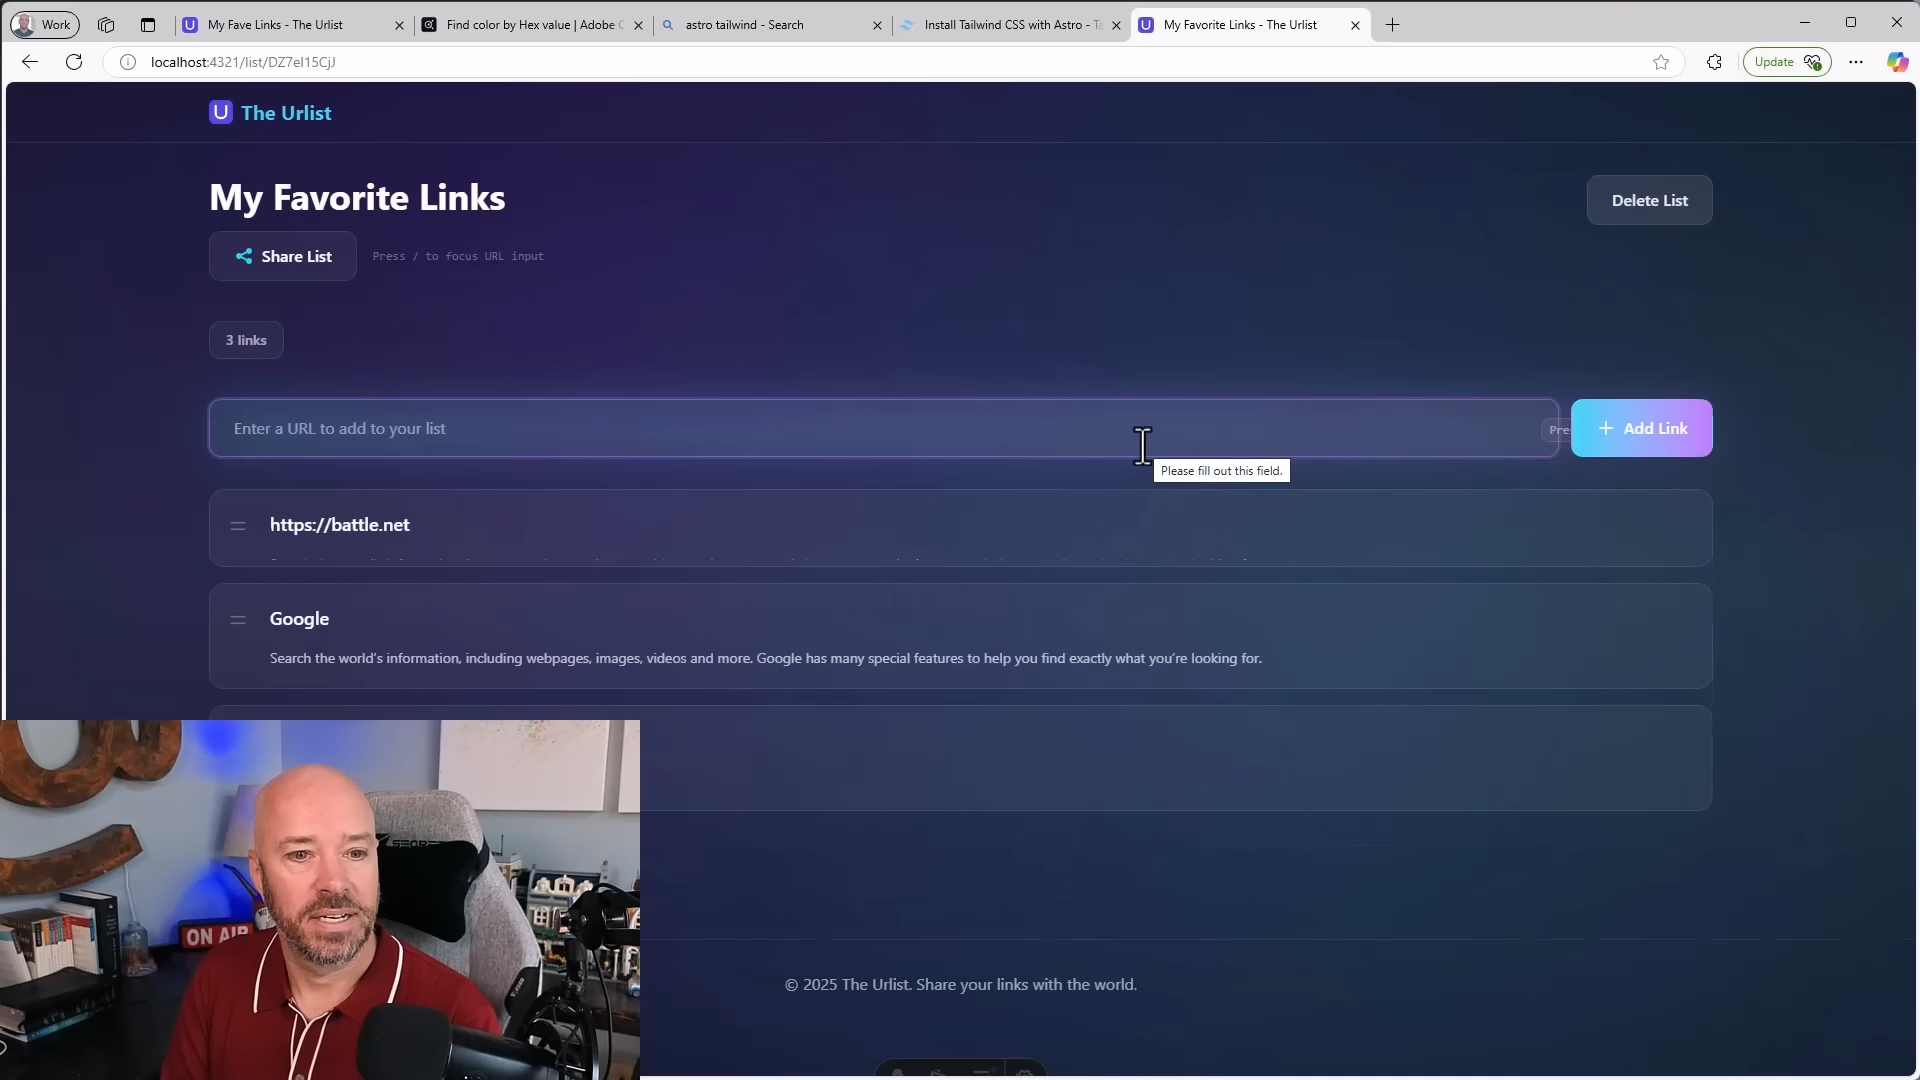 Work
My Fave Links - The Urlist
Find color by Hex value | Adobe C
astro tailwind - Search
Install Tailwind CSS with Astro - Ta
My Favorite Links - The Urlist
localhost:4321/list/DZ7eI15CjJ
Update
U The Urlist
My Favorite Links
Delete List
Share List
Press / to focus URL input
3 links
Enter a URL to add to your list
Pre
Add Link
Please fill out this field.
https://battle.net
Google
Search the world's information, including webpages, images, videos and more. Google has many special features to help you find exactly what you're looking for.
ON AIR
© 2025 The Urlist. Share your links with the world.